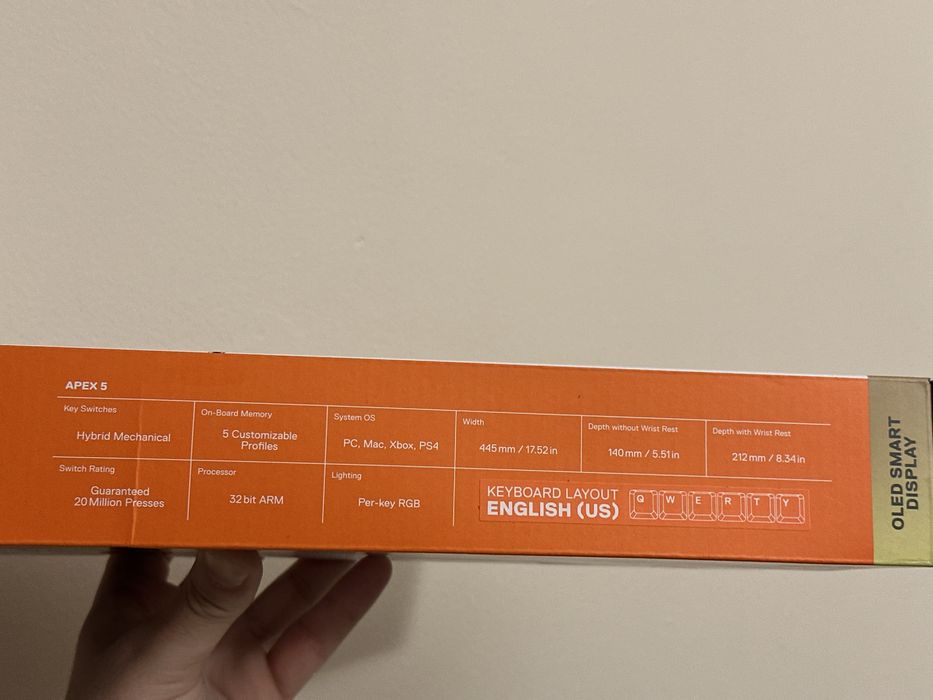 APEX 5
Key Switches
Hybrid Mechanical
On-Board Memory
5 Customizable
Profiles
System OS
PC, Mac, Xbox, PS4
Width
445 mm / 17.52 in
Depth without Wrist Rest
140 mm / 5.51 in
Depth with Wrist Rest
212 mm / 8.34 in
Switch Rating
Guaranteed
20 Million Presses
Processor
32 bit ARM
Lighting
Per-key RGB
KEYBOARD LAYOUT
ENGLISH (US)
Q W E R T Y
OLED SMART
DISPLAY